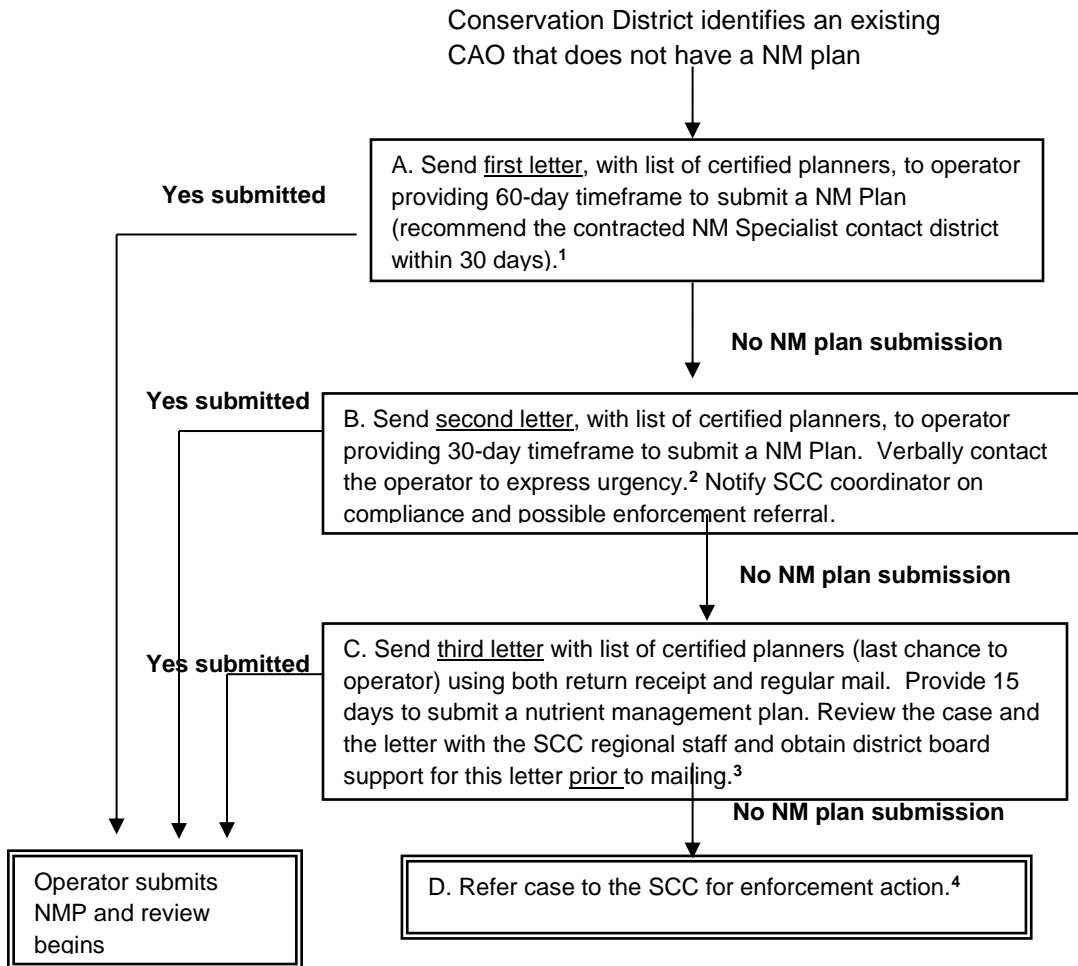 Conservation District identifies an existing
CAO that does not have a NM plan
A. Send first letter, with list of certified planners, to operator
providing 60-day timeframe to submit a NM Plan
(recommend the contracted NM Specialist contact district
within 30 days).1
Yes submitted
No NM plan submission
Yes submitted
B. Send second letter, with list of certified planners, to operator
providing 30-day timeframe to submit a NM Plan.  Verbally contact
the operator to express urgency.2 Notify SCC coordinator on
compliance and possible enforcement referral.
No NM plan submission
Yes submitted
C. Send third letter with list of certified planners (last chance to
operator) using both return receipt and regular mail.  Provide 15
days to submit a nutrient management plan. Review the case and
the letter with the SCC regional staff and obtain district board
support for this letter prior to mailing.3
No NM plan submission
Operator submits
NMP and review
begins
D. Refer case to the SCC for enforcement action.4